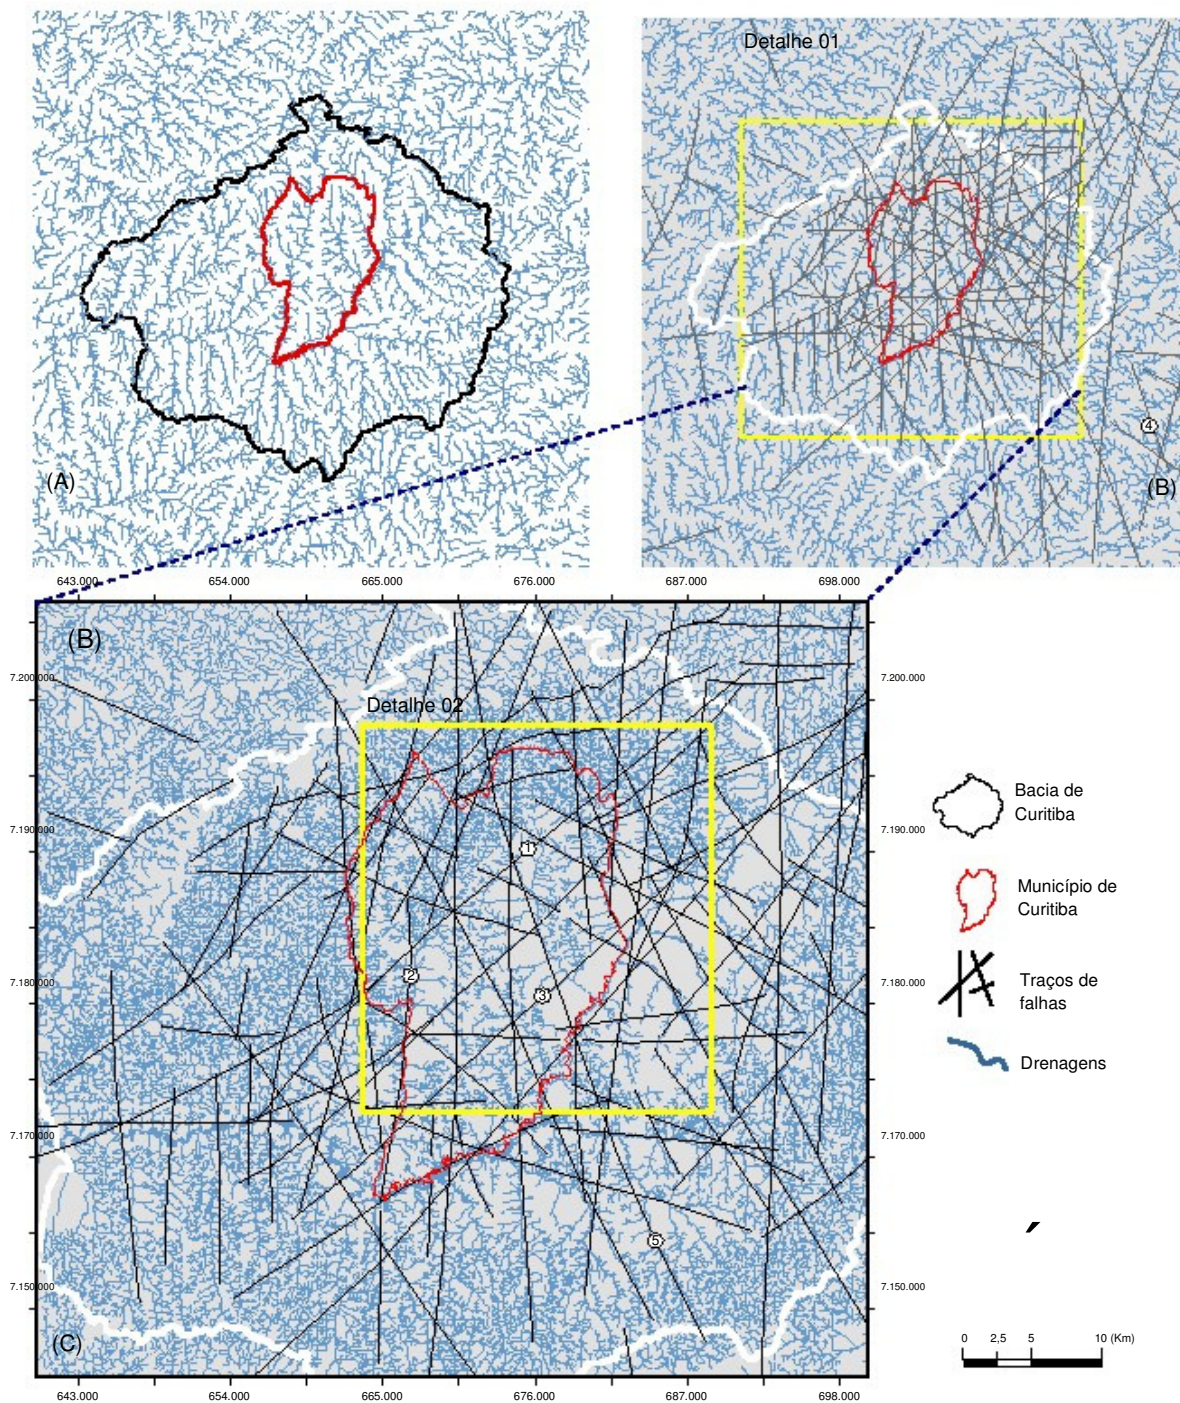 Detalhe 01
(A)
4
(B)
643.000 654.000 665.000 676.000 687.000 698.000
(B)
7.200.000 7.200.000
Detalhe 02
7.190.000 7.190.000
1
2
3
7.180.000 7.180.000
7.170.000 7.170.000
5
7.150.000 7.150.000
(C)
643.000 654.000 665.000 676.000 687.000 698.000
Bacia de
Curitiba
Município de
Curitiba
Traços de
falhas
Drenagens
0 2,5 5 10 (Km)